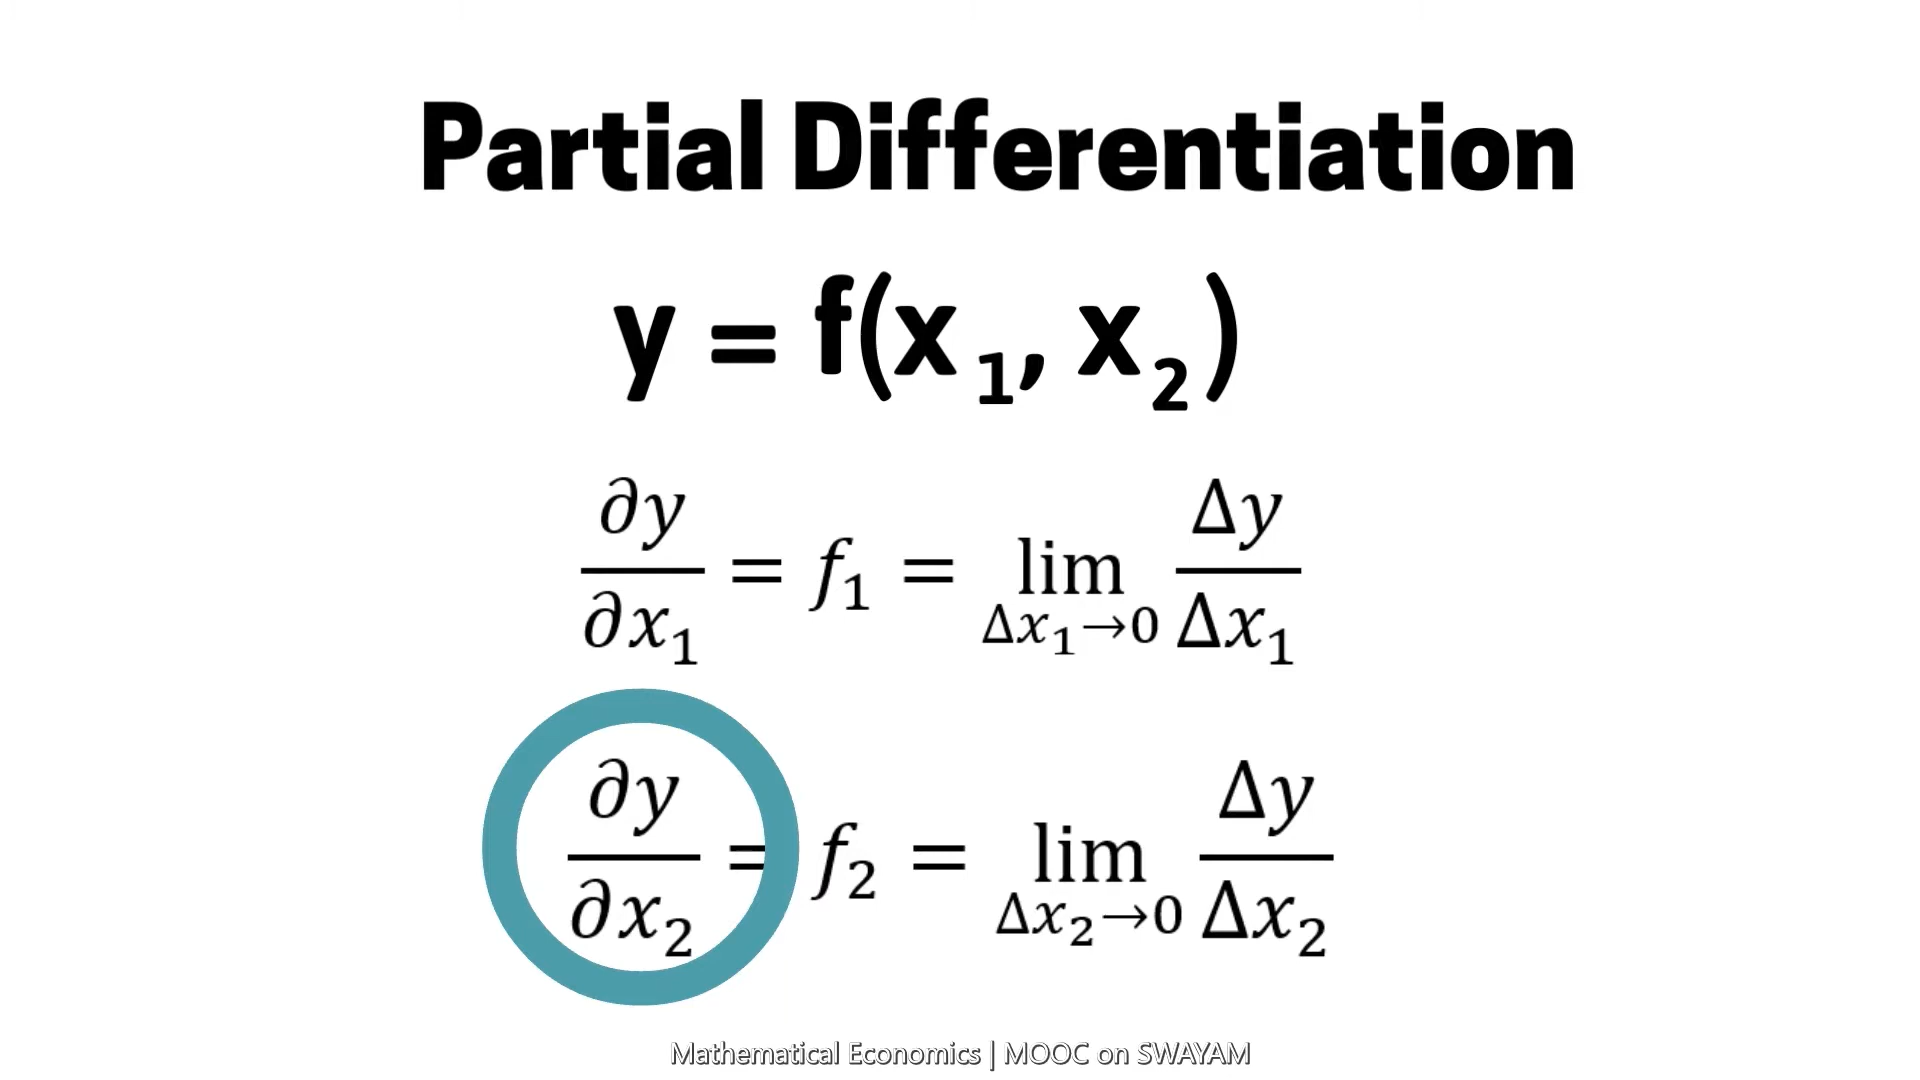 Partial Differentiation
y = f(x₁, x₂)
∂y/∂x₁ = f₁ = lim Δx₁→0 Δy/Δx₁
∂y/∂x₂ = f₂ = lim Δx₂→0 Δy/Δx₂
Mathematical Economics | MOOC on SWAYAM